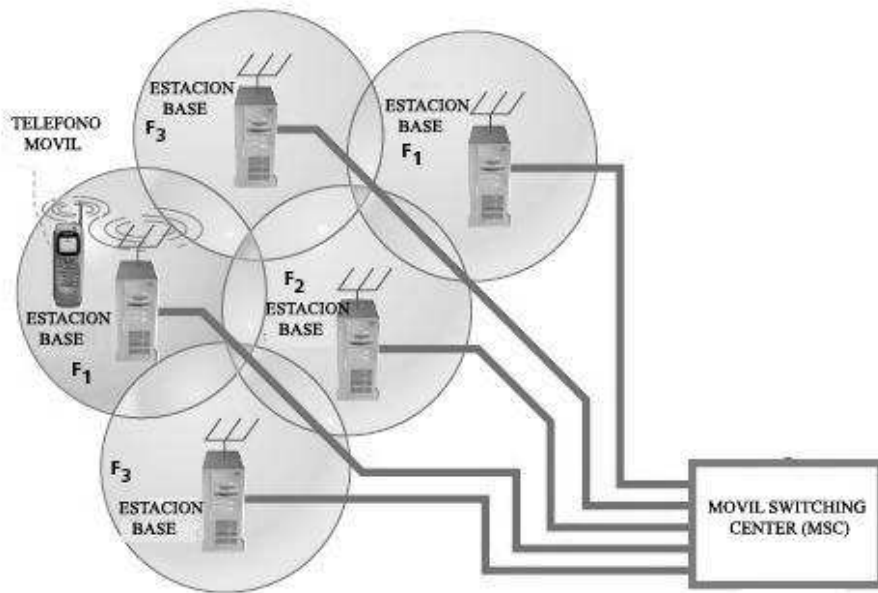 ESTACION
BASE
F3
ESTACION
BASE
F1
TELEFONO
MOVIL
F2
ESTACION
BASE
ESTACION
BASE
F1
F3
ESTACION
BASE
MOVIL SWITCHING
CENTER (MSC)